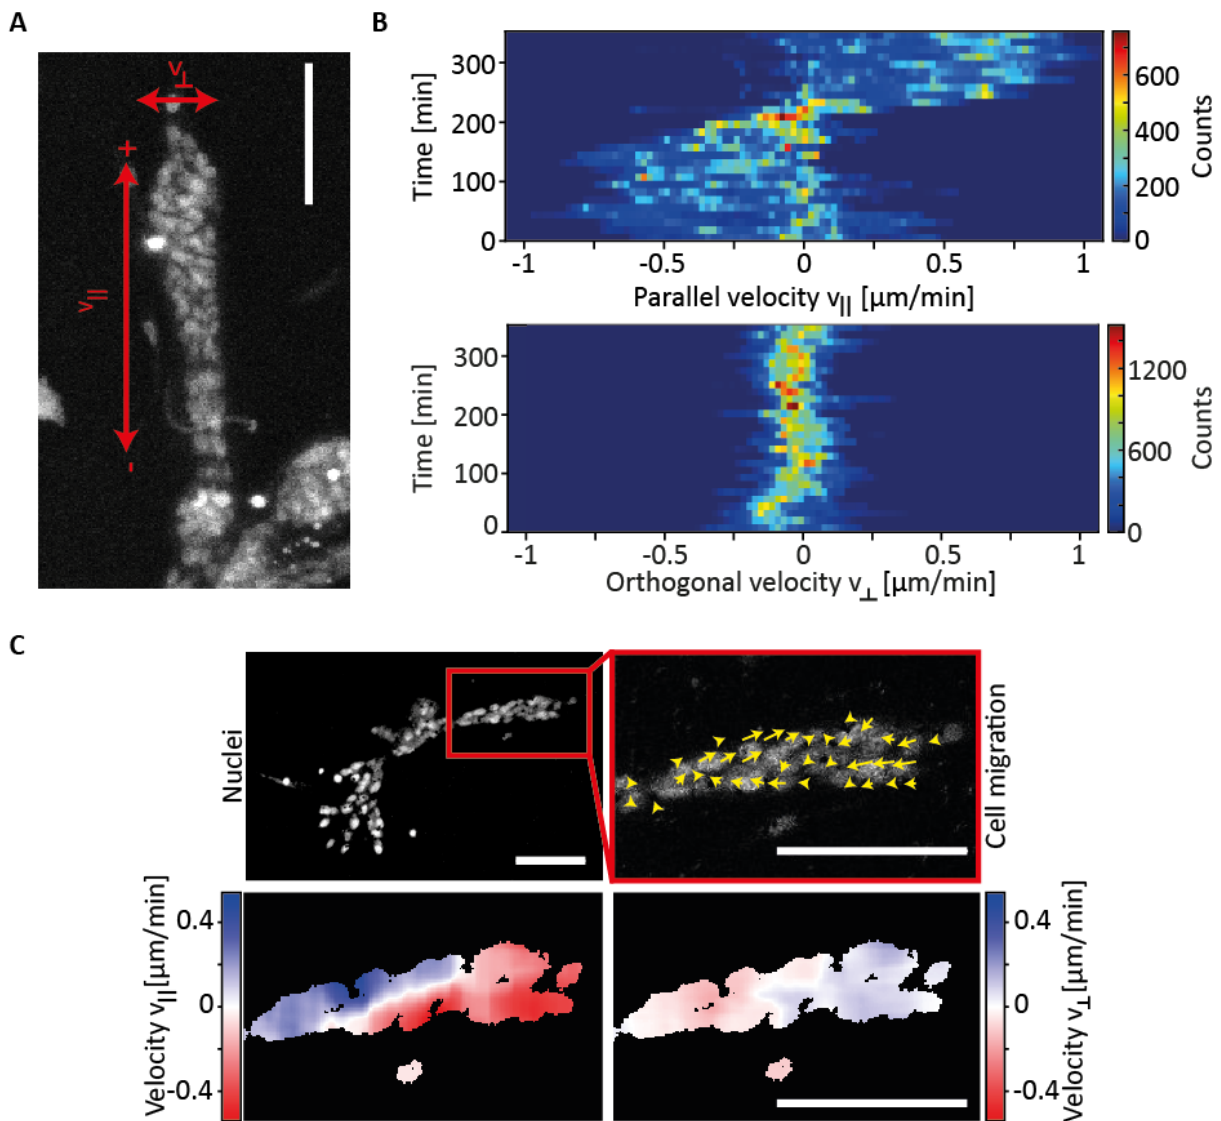 A
v⊥
+
v||
-
B
Time [min]
300
200
100
0
-1
-0.5
0
0.5
1
Parallel velocity v|| [µm/min]
600
400
200
0
Counts
Time [min]
300
200
100
0
-1
-0.5
0
0.5
1
Orthogonal velocity v⊥ [µm/min]
1200
600
0
Counts
C
Nuclei
Cell migration
Velocity v|| [µm/min]
0.4
0
-0.4
0.4
0
-0.4
Velocity v⊥ [µm/min]